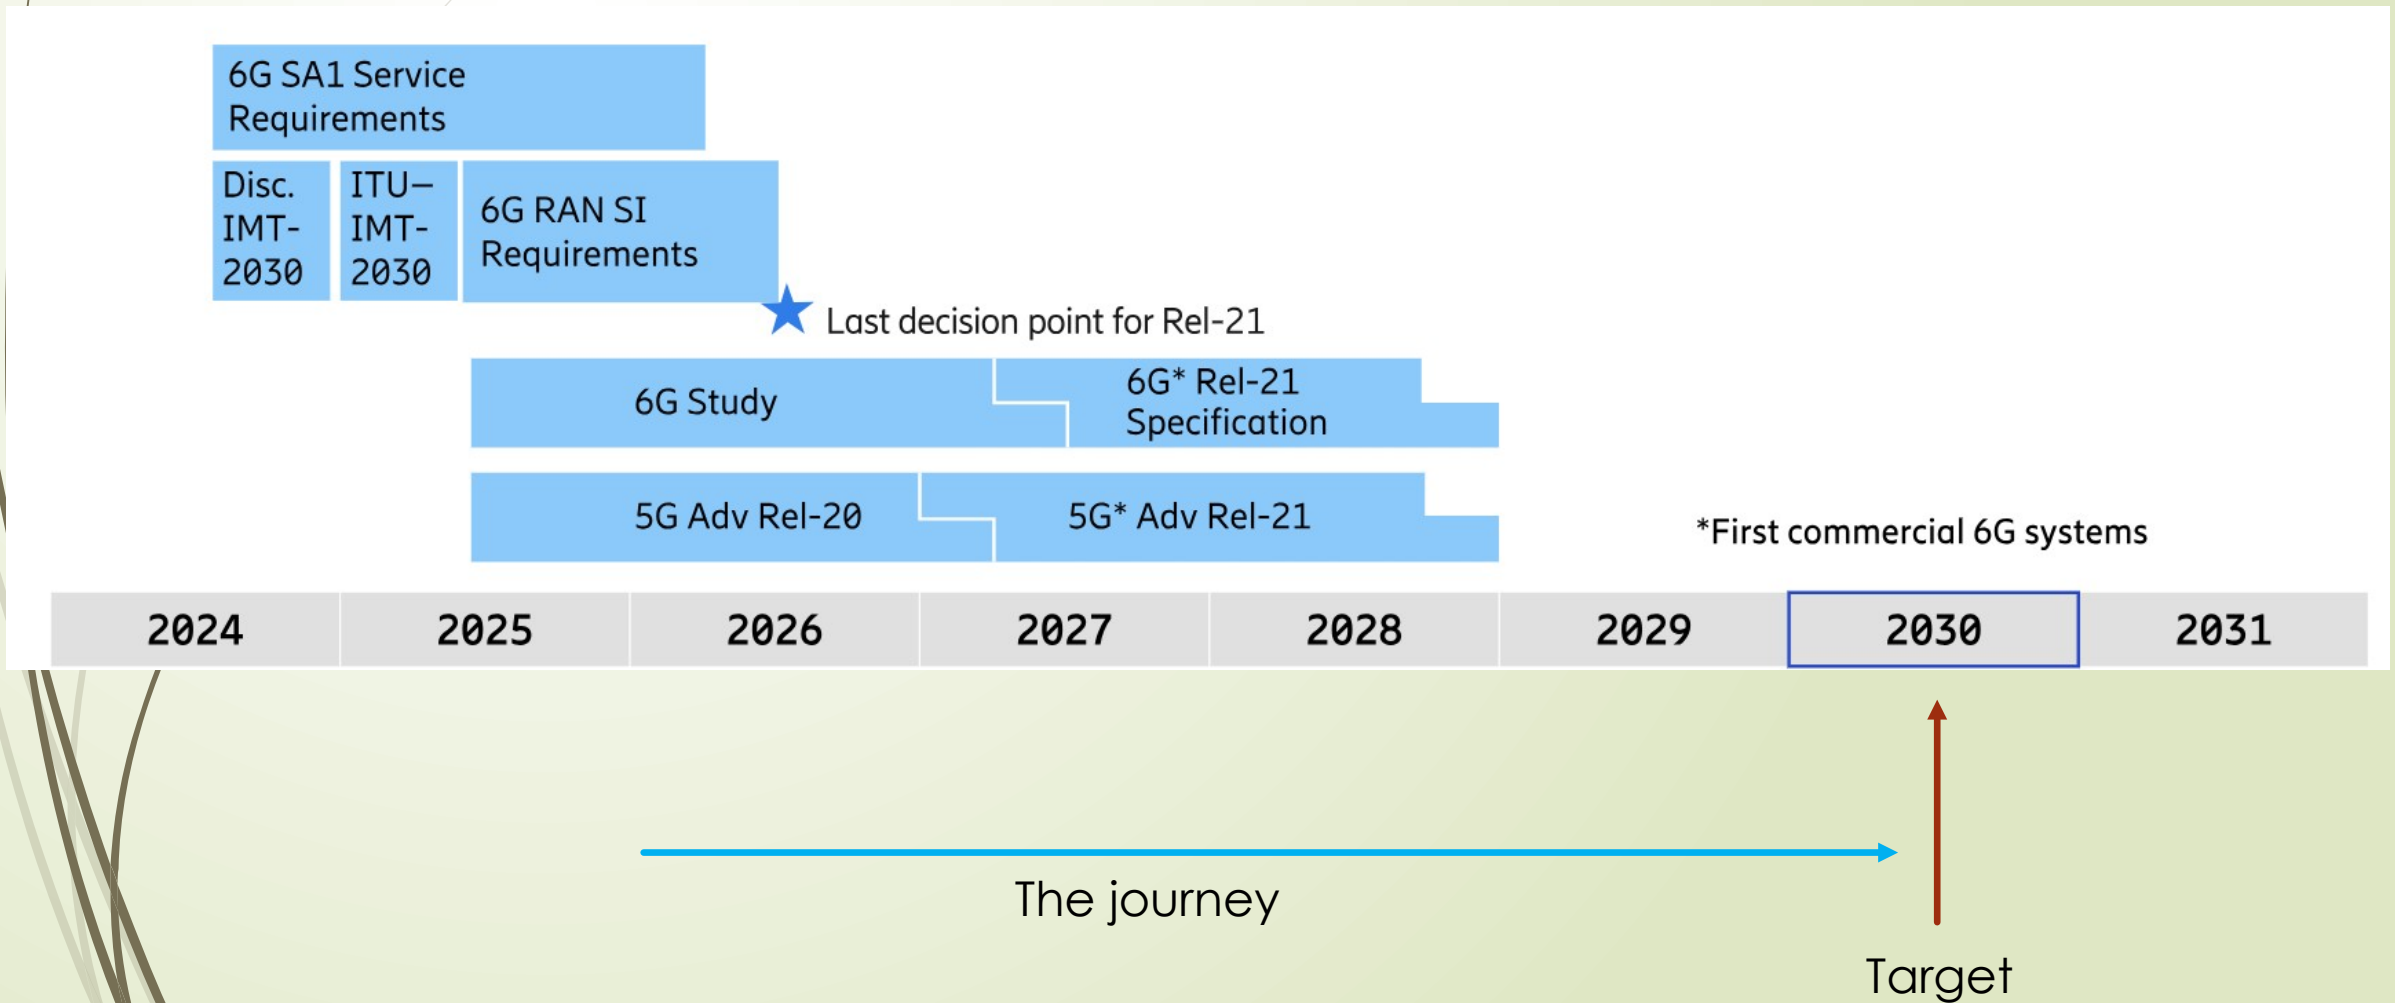 6G SA1 Service
Requirements
Disc.
IMT-
2030
ITU–
IMT-
2030
6G RAN SI
Requirements
Last decision point for Rel-21
6G Study
6G* Rel-21
Specification
5G Adv Rel-20
5G* Adv Rel-21
*First commercial 6G systems
2024 2025 2026 2027 2028 2029 2030 2031
The journey
Target